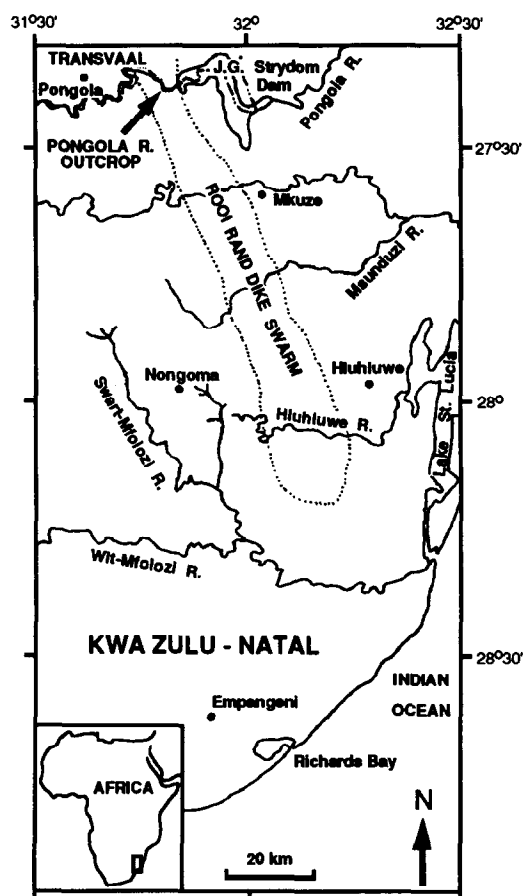 31°30'
32°
32°30'
TRANSVAAL
Pongola
J.G. Strydom
Dam
Pongola R.
PONGOLA R.
OUTCROP
27°30'
Mkuze
ROOI RAND DIKE SWARM
Msunduzi R.
Nongoma
Hluhluwe
Swart-Mfolozi R.
Hluhluwe R.
Lake St. Lucia
28°
Wit-Mfolozi R.
KWA ZULU - NATAL
28°30'
INDIAN
OCEAN
Empangeni
Richards Bay
AFRICA
20 km
N